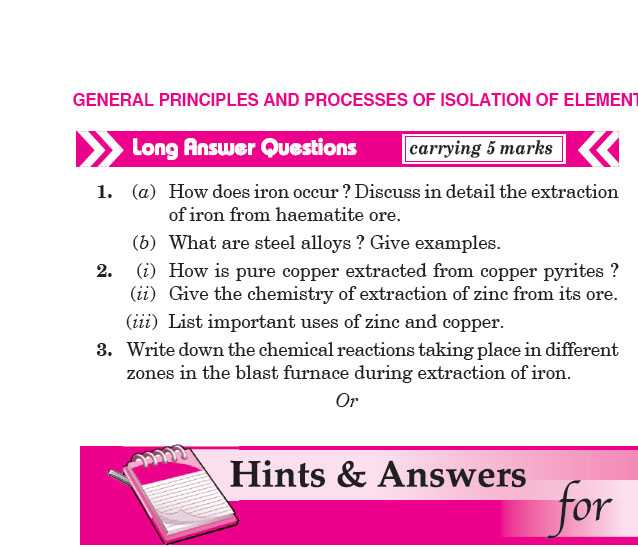 GENERAL PRINCIPLES AND PROCESSES OF ISOLATION OF ELEMENT
Long Answer Questions carrying 5 marks
1. (a) How does iron occur ? Discuss in detail the extraction
of iron from haematite ore.
(b) What are steel alloys ? Give examples.
2. (i) How is pure copper extracted from copper pyrites ?
(ii) Give the chemistry of extraction of zinc from its ore.
(iii) List important uses of zinc and copper.
3. Write down the chemical reactions taking place in different
zones in the blast furnace during extraction of iron.
Or
Hints & Answers
for